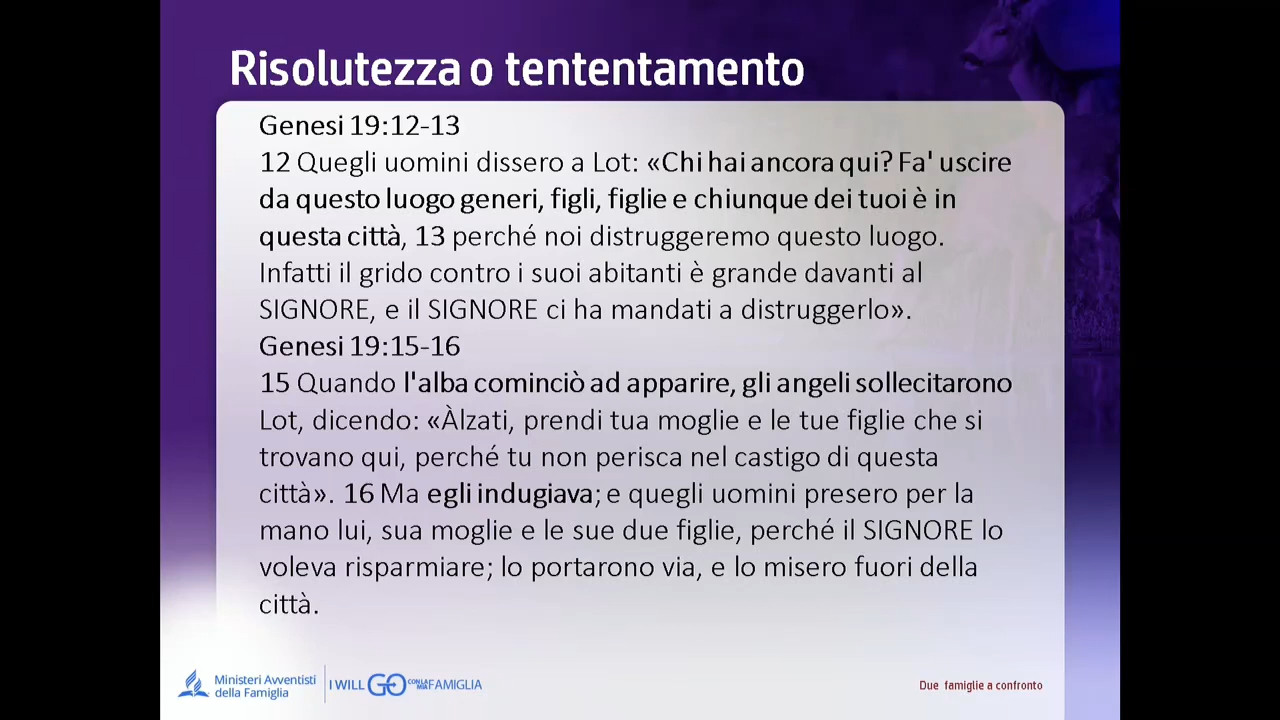 Risolutezza o tententamento
Genesi 19:12-13
12 Quegli uomini dissero a Lot: «Chi hai ancora qui? Fa' uscire
da questo luogo generi, figli, figlie e chiunque dei tuoi è in
questa città, 13 perché noi distruggeremo questo luogo.
Infatti il grido contro i suoi abitanti è grande davanti al
SIGNORE, e il SIGNORE ci ha mandati a distruggerlo».
Genesi 19:15-16
15 Quando l'alba cominciò ad apparire, gli angeli sollecitarono
Lot, dicendo: «Àlzati, prendi tua moglie e le tue figlie che si
trovano qui, perché tu non perisca nel castigo di questa
città». 16 Ma egli indugiava; e quegli uomini presero per la
mano lui, sua moglie e le sue due figlie, perché il SIGNORE lo
voleva risparmiare; lo portarono via, e lo misero fuori della
città.
Ministeri Avventisti
della Famiglia
I WILL GO CON LA MIA FAMIGLIA
Due famiglie a confronto